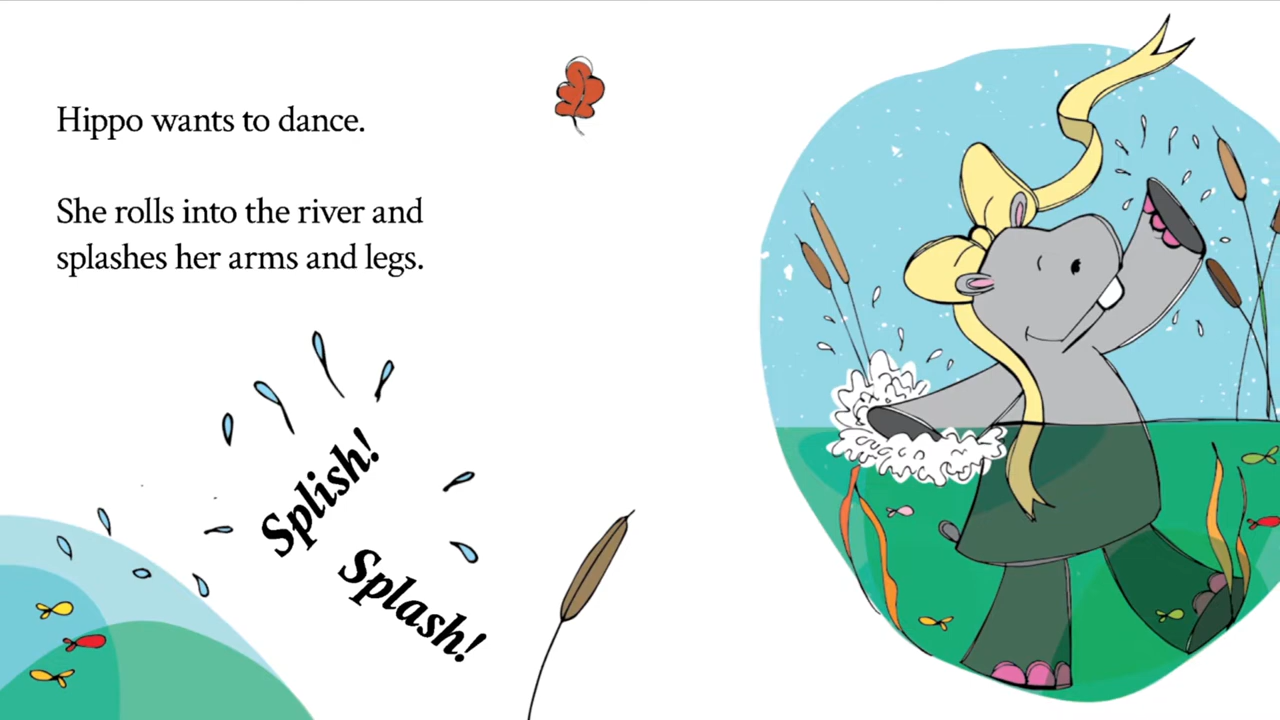 Hippo wants to dance.
She rolls into the river and
splashes her arms and legs.
Splish!
Splash!